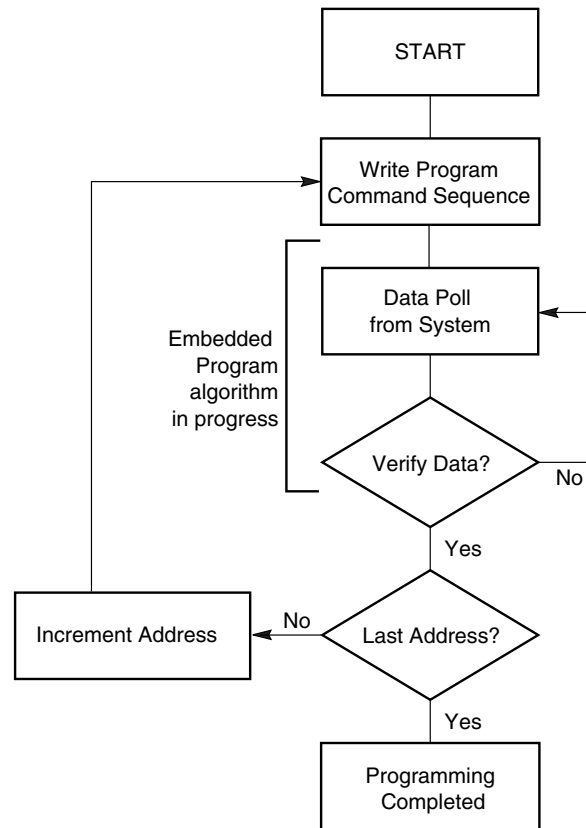 START
Write Program
Command Sequence
Data Poll
from System
Embedded
Program
algorithm
in progress
Verify Data?
No
Yes
No
Increment Address
Last Address?
Yes
Programming
Completed